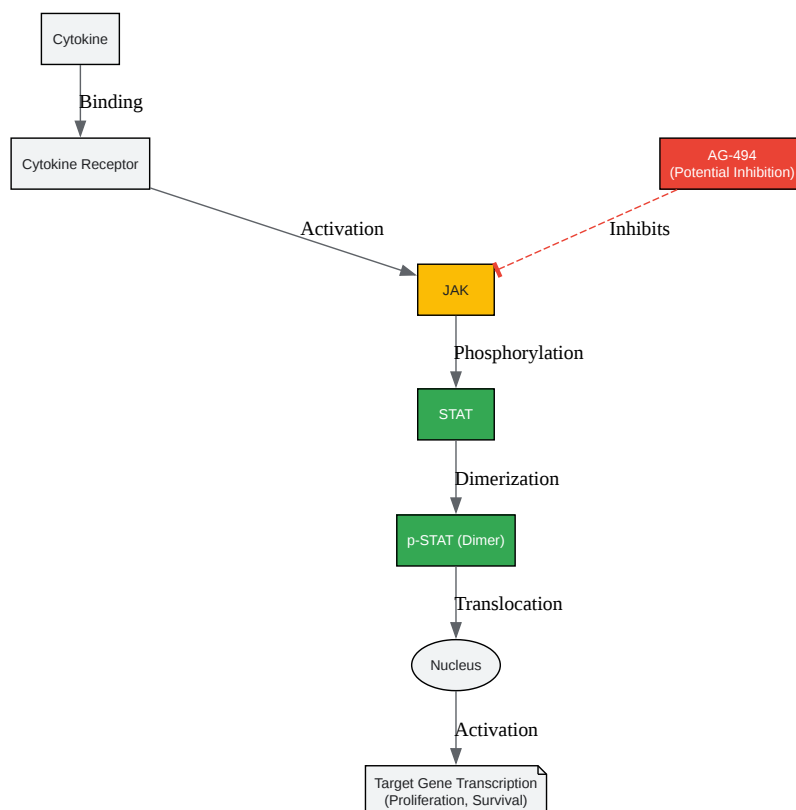 Cytokine
Binding
Cytokine Receptor
AG-494
(Potential Inhibition)
Activation
Inhibits
JAK
Phosphorylation
STAT
Dimerization
p-STAT (Dimer)
Translocation
Nucleus
Activation
Target Gene Transcription
(Proliferation, Survival)